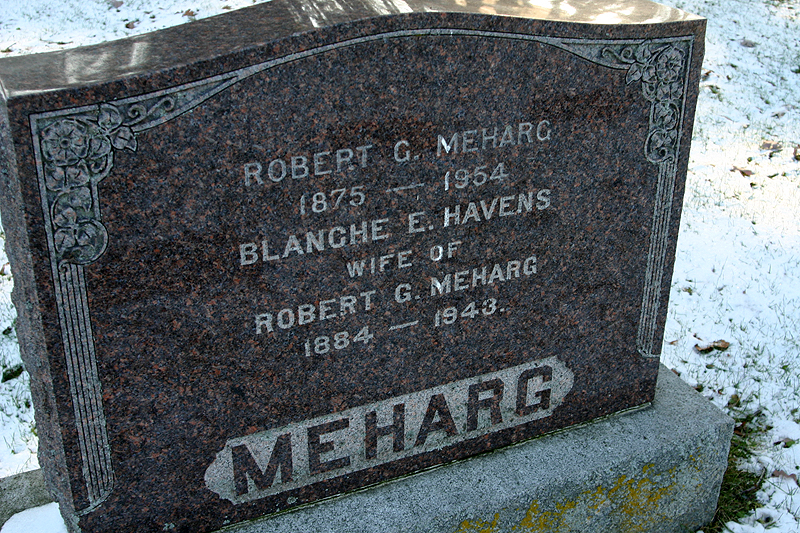 ROBERT G. MEHARG
1875 — 1954
BLANCHE E. HAVENS
WIFE OF
ROBERT G. MEHARG
1884 — 1943.
MEHARG